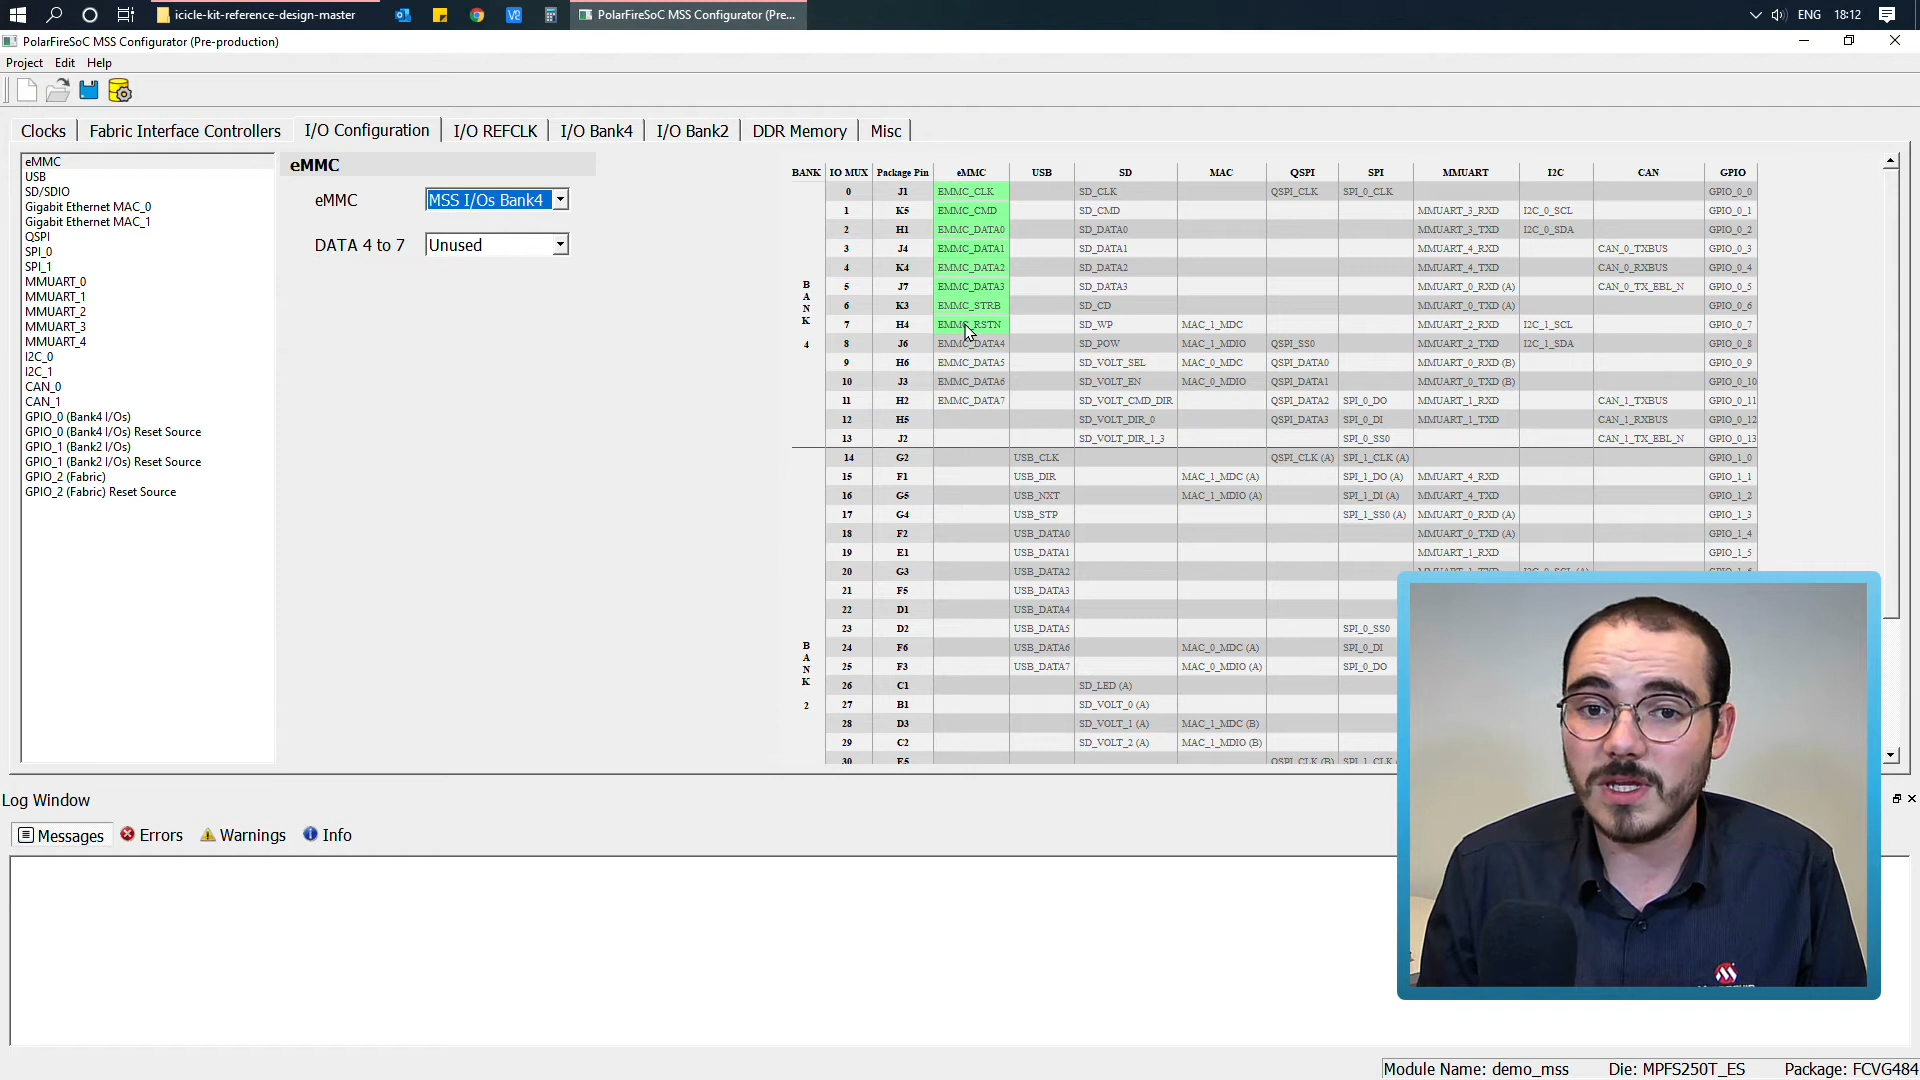 icicle-kit-reference-design-master
PolarFireSoC MSS Configurator (Pre...
ENG
18:12
PolarFireSoC MSS Configurator (Pre-production)
Project Edit Help
Clocks Fabric Interface Controllers I/O Configuration I/O REFCLK I/O Bank4 I/O Bank2 DDR Memory Misc
eMMC
USB
SD/SDIO
Gigabit Ethernet MAC_0
Gigabit Ethernet MAC_1
QSPI
SPI_0
SPI_1
MMUART_0
MMUART_1
MMUART_2
MMUART_3
MMUART_4
I2C_0
I2C_1
CAN_0
CAN_1
GPIO_0 (Bank4 I/Os)
GPIO_0 (Bank4 I/Os) Reset Source
GPIO_1 (Bank2 I/Os)
GPIO_1 (Bank2 I/Os) Reset Source
GPIO_2 (Fabric)
GPIO_2 (Fabric) Reset Source
eMMC
eMMC MSS I/Os Bank4
DATA 4 to 7 Unused
BANK IO MUX Package Pin eMMC USB SD MAC QSPI SPI MMUART I2C CAN GPIO
BANK 4
0 J1 EMMC_CLK SD_CLK QSPI_CLK SPI_0_CLK GPIO_0_0
1 K5 EMMC_CMD SD_CMD MMUART_3_RXD I2C_0_SCL GPIO_0_1
2 H1 EMMC_DATA0 SD_DATA0 MMUART_3_TXD I2C_0_SDA GPIO_0_2
3 J4 EMMC_DATA1 SD_DATA1 MMUART_4_RXD CAN_0_TXBUS GPIO_0_3
4 K4 EMMC_DATA2 SD_DATA2 MMUART_4_TXD CAN_0_RXBUS GPIO_0_4
5 J7 EMMC_DATA3 SD_DATA3 MMUART_0_RXD (A) CAN_0_TX_EBL_N GPIO_0_5
6 K3 EMMC_STRB SD_CD MMUART_0_TXD (A) GPIO_0_6
7 H4 EMMC_RSTN SD_WP MAC_1_MDC MMUART_2_RXD I2C_1_SCL GPIO_0_7
8 J6 EMMC_DATA4 SD_POW MAC_1_MDIO QSPI_SS0 MMUART_2_TXD I2C_1_SDA GPIO_0_8
9 H6 EMMC_DATA5 SD_VOLT_SEL MAC_0_MDC QSPI_DATA0 MMUART_0_RXD (B) GPIO_0_9
10 J3 EMMC_DATA6 SD_VOLT_EN MAC_0_MDIO QSPI_DATA1 MMUART_0_TXD (B) GPIO_0_10
11 H2 EMMC_DATA7 SD_VOLT_CMD_DIR QSPI_DATA2 SPI_0_DO MMUART_1_RXD CAN_1_TXBUS GPIO_0_11
12 H5 SD_VOLT_DIR_0 QSPI_DATA3 SPI_0_DI MMUART_1_TXD CAN_1_RXBUS GPIO_0_12
13 J2 SD_VOLT_DIR_1_3 SPI_0_SS0 CAN_1_TX_EBL_N GPIO_0_13
BANK 2
14 G2 USB_CLK QSPI_CLK (A) SPI_1_CLK (A) GPIO_1_0
15 F1 USB_DIR MAC_1_MDC (A) SPI_1_DO (A) MMUART_4_RXD GPIO_1_1
16 G5 USB_NXT MAC_1_MDIO (A) SPI_1_DI (A) MMUART_4_TXD GPIO_1_2
17 G4 USB_STP SPI_1_SS0 (A) MMUART_0_RXD (A) GPIO_1_3
18 F2 USB_DATA0 MMUART_0_TXD (A) GPIO_1_4
19 E1 USB_DATA1 MMUART_1_RXD GPIO_1_5
20 G3 USB_DATA2 MMUART_1_TXD I2C_0_SCL (A) GPIO_1_6
21 F5 USB_DATA3
22 D1 USB_DATA4
23 D2 USB_DATA5 SPI_0_SS0
24 F6 USB_DATA6 MAC_0_MDC (A) SPI_0_DI
25 F3 USB_DATA7 MAC_0_MDIO (A) SPI_0_DO
26 C1 SD_LED (A)
27 B1 SD_VOLT_0 (A)
28 D3 SD_VOLT_1 (A) MAC_1_MDC (B)
29 C2 SD_VOLT_2 (A) MAC_1_MDIO (B)
30 E5 QSPI_CLK (B) SPI_1_CLK
Log Window
Messages Errors Warnings Info
Module Name: demo_mss Die: MPFS250T_ES Package: FCVG484